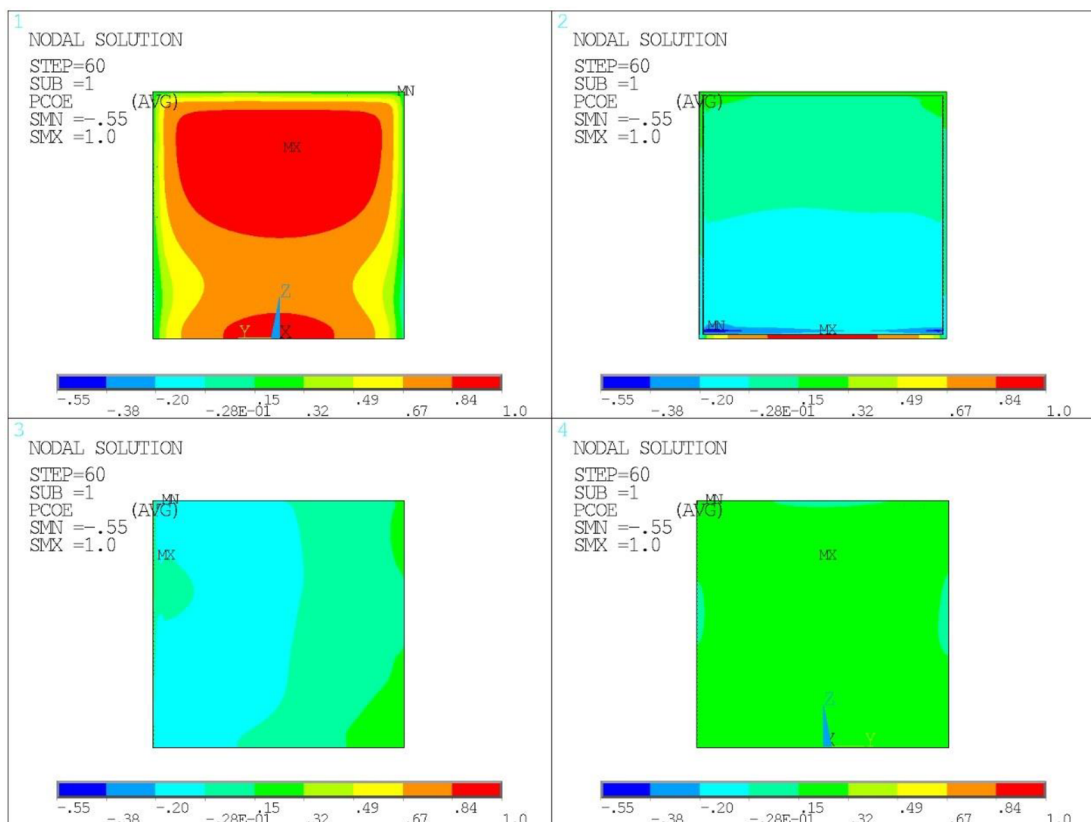 1
NODAL SOLUTION
STEP=60
SUB =1
PCOE (AVG)
SMN =-.55
SMX =1.0
MN
MX
Z
Y X
-.55 -.20 .15 .49 .84
-.38 -.28E-01 .32 .67 1.0
2
NODAL SOLUTION
STEP=60
SUB =1
PCOE (AVG)
SMN =-.55
SMX =1.0
MN MX
-.55 -.20 .15 .49 .84
-.38 -.28E-01 .32 .67 1.0
3
NODAL SOLUTION
STEP=60
SUB =1
PCOE (AVG)
SMN =-.55
SMX =1.0
MN
MX
-.55 -.20 .15 .49 .84
-.38 -.28E-01 .32 .67 1.0
4
NODAL SOLUTION
STEP=60
SUB =1
PCOE (AVG)
SMN =-.55
SMX =1.0
MN
MX
Z
X Y
-.55 -.20 .15 .49 .84
-.38 -.28E-01 .32 .67 1.0